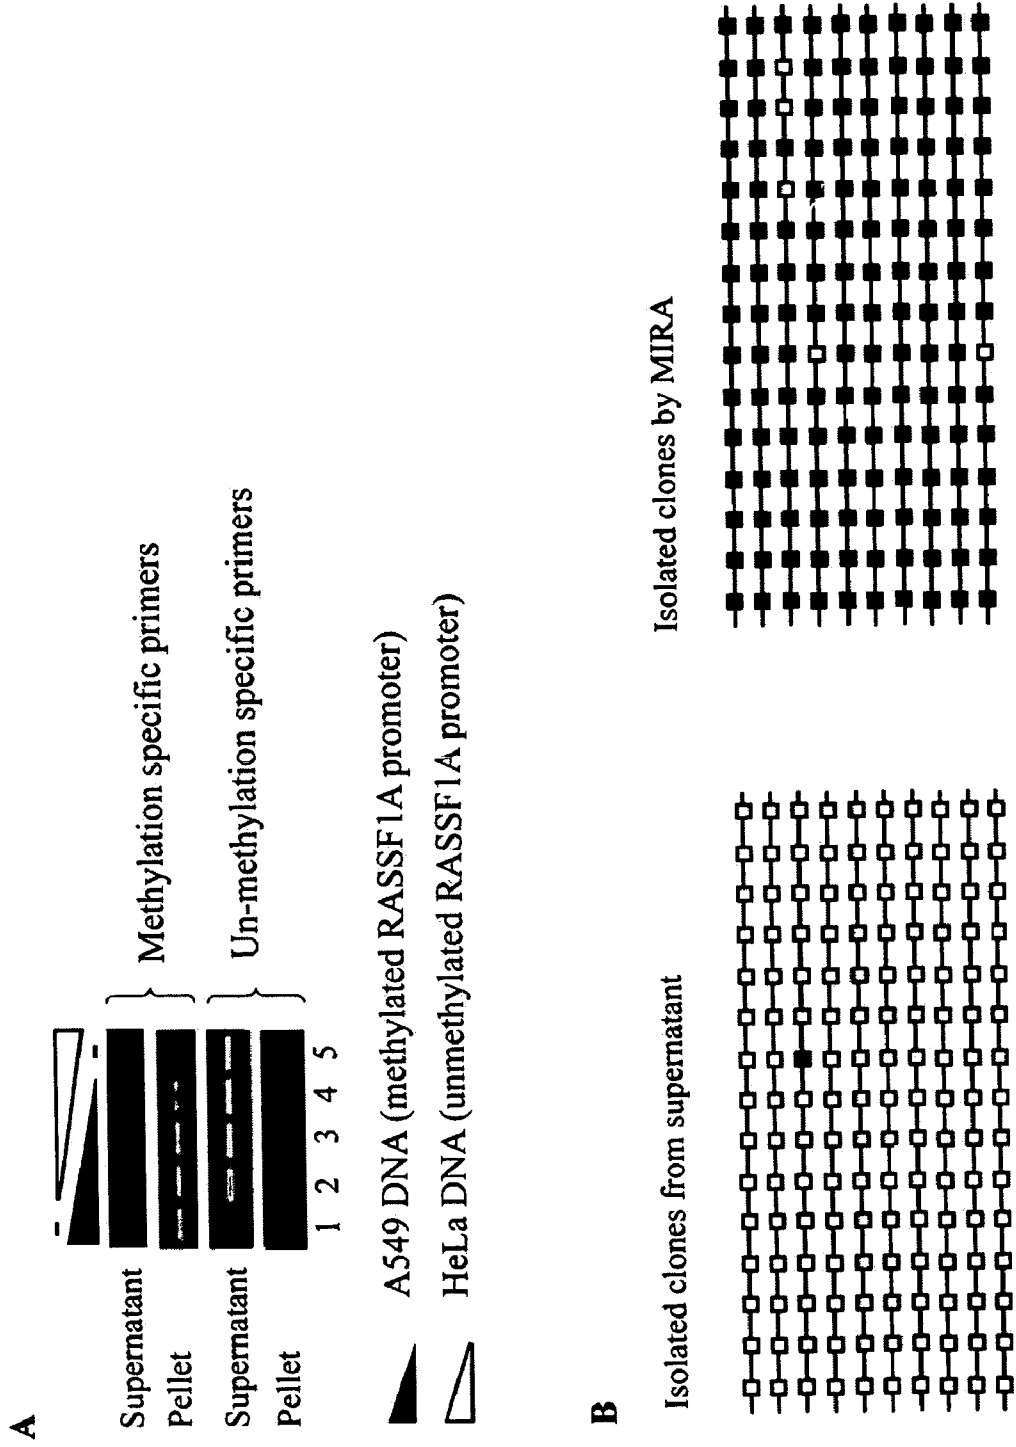 A
Supernatant
Pellet
Supernatant
Pellet
- -
1 2 3 4 5
Methylation specific primers
Un-methylation specific primers
A549 DNA (methylated RASSF1A promoter)
HeLa DNA (unmethylated RASSF1A promoter)
B
Isolated clones from supernatant
Isolated clones by MIRA